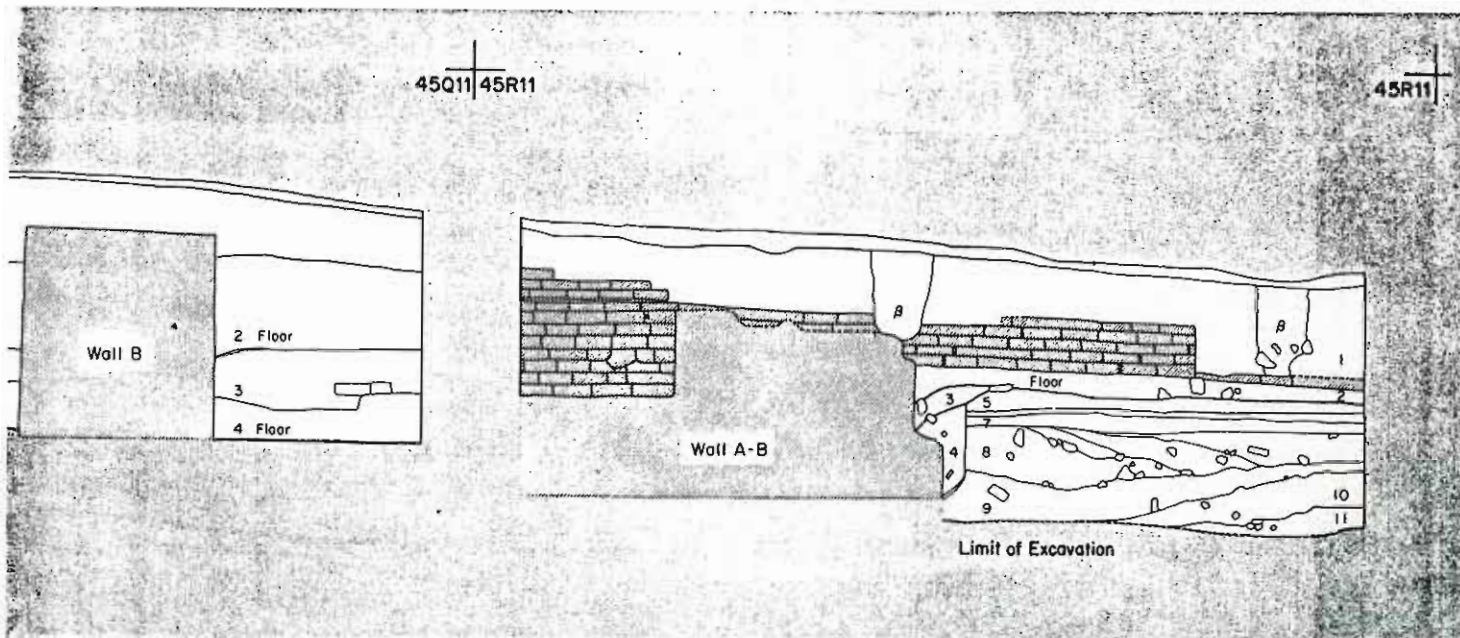 45Q11 45R11
45R11
2 Floor
Wall B
3
4 Floor
β
β
1
Floor
2
3
5
7
Wall A-B
4
8
9
10
11
Limit of Excavation